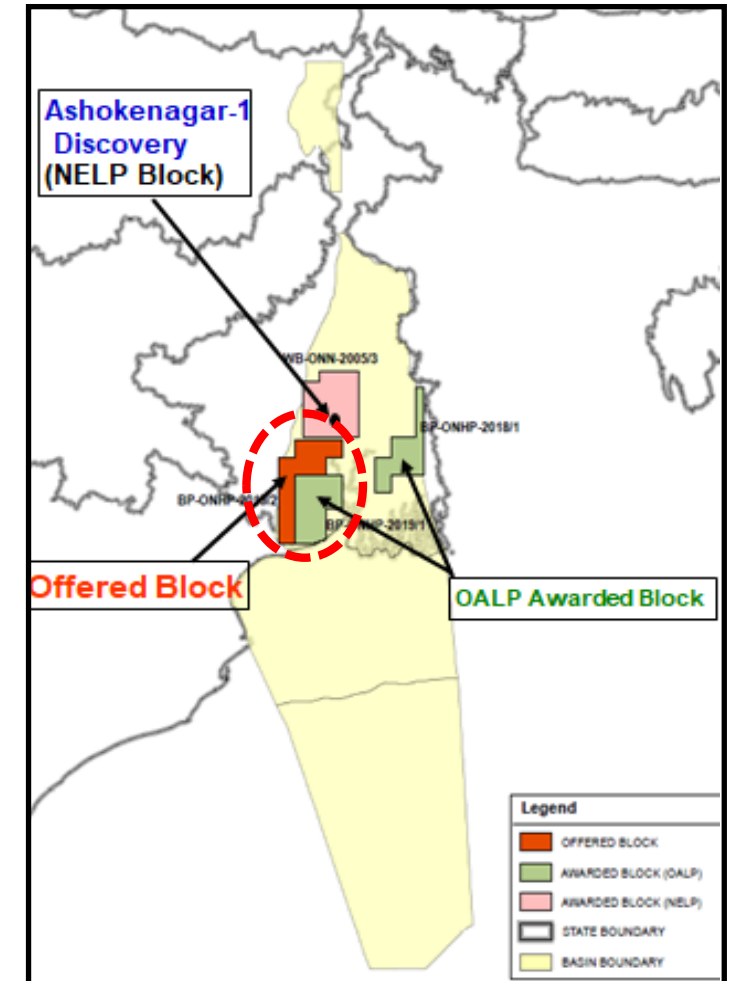 Ashokenagar-1
Discovery
(NELP Block)
WB-ONN-2005/3
BP-ONHP-2018/1
Offered Block
OALP Awarded Block
Legend
OFFERED BLOCK
AWARDED BLOCK (OALP)
AWARDED BLOCK (NELP)
STATE BOUNDARY
BASIN BOUNDARY